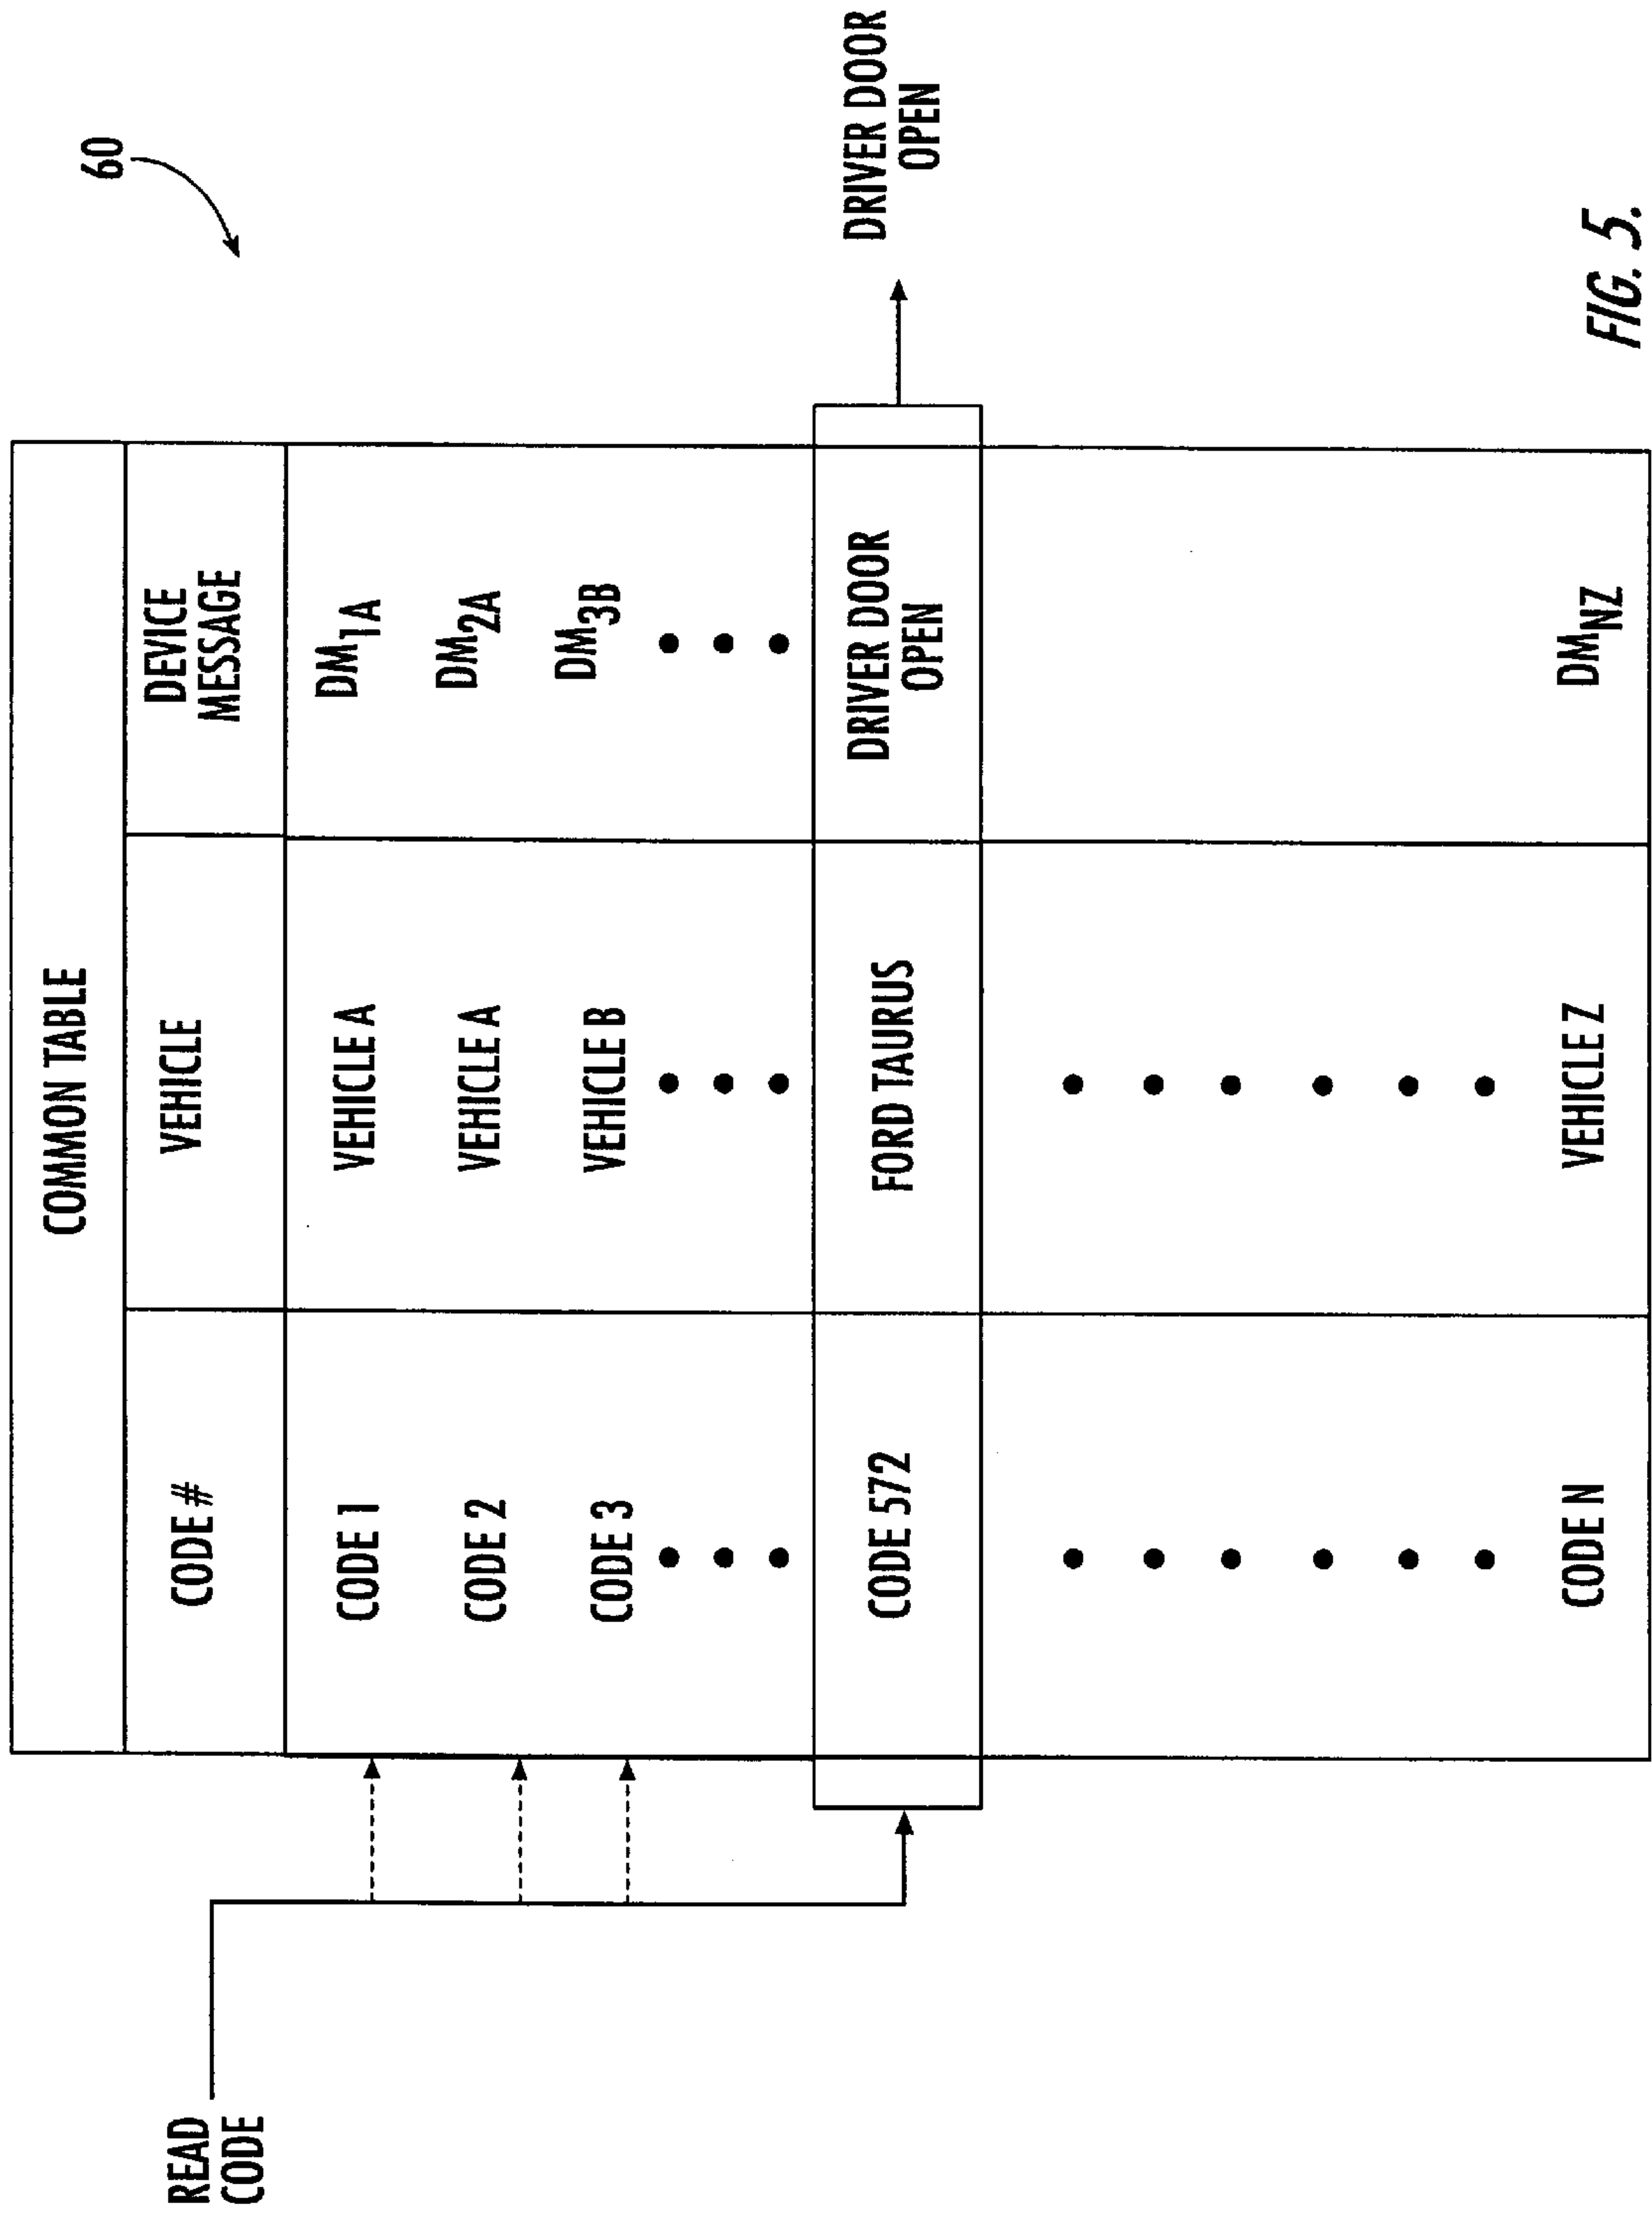 60
COMMON TABLE
CODE #
VEHICLE
DEVICE
MESSAGE
READ
CODE
CODE 1
VEHICLE A
DM1A
CODE 2
VEHICLE A
DM2A
CODE 3
VEHICLE B
DM3B
CODE 572
FORD TAURUS
DRIVER DOOR
OPEN
DRIVER DOOR
OPEN
CODE N
VEHICLE Z
DMNZ
FIG. 5.